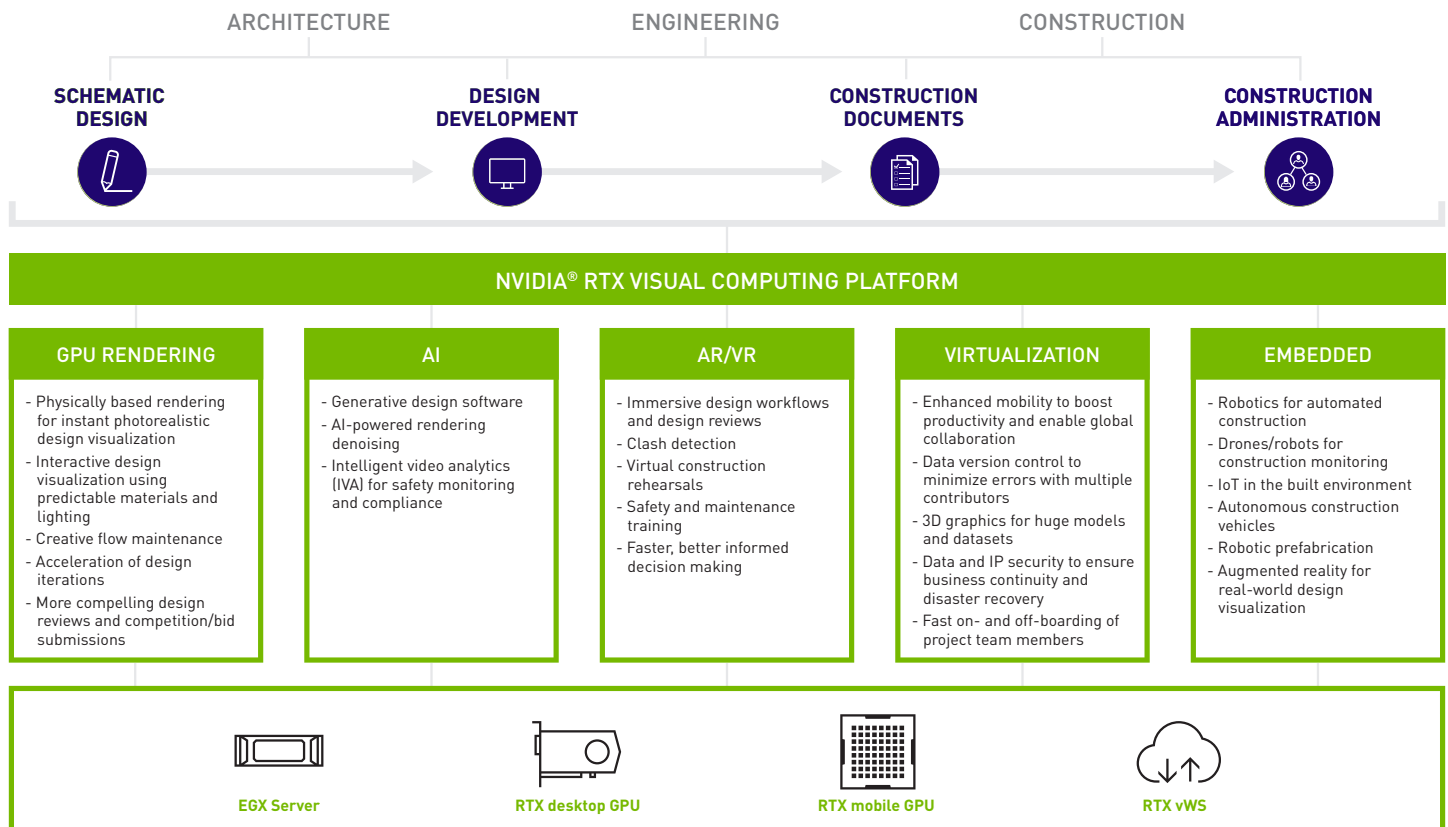 ARCHITECTURE
ENGINEERING
CONSTRUCTION
SCHEMATIC
DESIGN
DESIGN
DEVELOPMENT
CONSTRUCTION
DOCUMENTS
CONSTRUCTION
ADMINISTRATION
NVIDIA® RTX VISUAL COMPUTING PLATFORM
GPU RENDERING
- Physically based rendering
for instant photorealistic
design visualization
- Interactive design
visualization using
predictable materials and
lighting
- Creative flow maintenance
- Acceleration of design
iterations
- More compelling design
reviews and competition/bid
submissions
AI
- Generative design software
- AI-powered rendering
denoising
- Intelligent video analytics
(IVA) for safety monitoring
and compliance
AR/VR
- Immersive design workflows
and design reviews
- Clash detection
- Virtual construction
rehearsals
- Safety and maintenance
training
- Faster, better informed
decision making
VIRTUALIZATION
- Enhanced mobility to boost
productivity and enable global
collaboration
- Data version control to
minimize errors with multiple
contributors
- 3D graphics for huge models
and datasets
- Data and IP security to ensure
business continuity and
disaster recovery
- Fast on- and off-boarding of
project team members
EMBEDDED
- Robotics for automated
construction
- Drones/robots for
construction monitoring
- IoT in the built environment
- Autonomous construction
vehicles
- Robotic prefabrication
- Augmented reality for
real-world design
visualization
EGX Server
RTX desktop GPU
RTX mobile GPU
RTX vWS